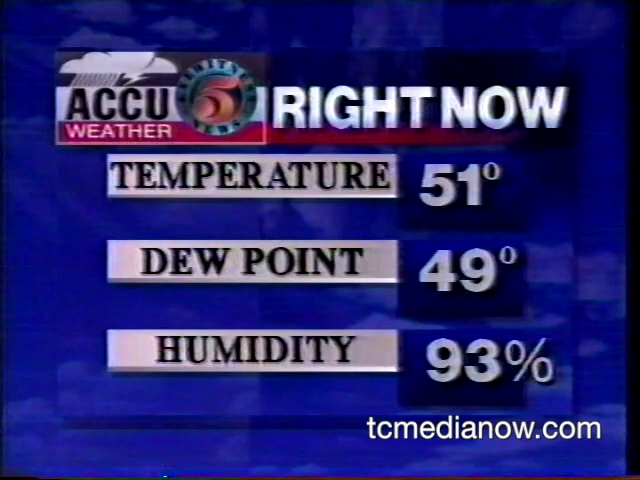 ACCU
WEATHER
5
RIGHT NOW
TEMPERATURE 51°
DEW POINT 49°
HUMIDITY 93%
tcmedianow.com